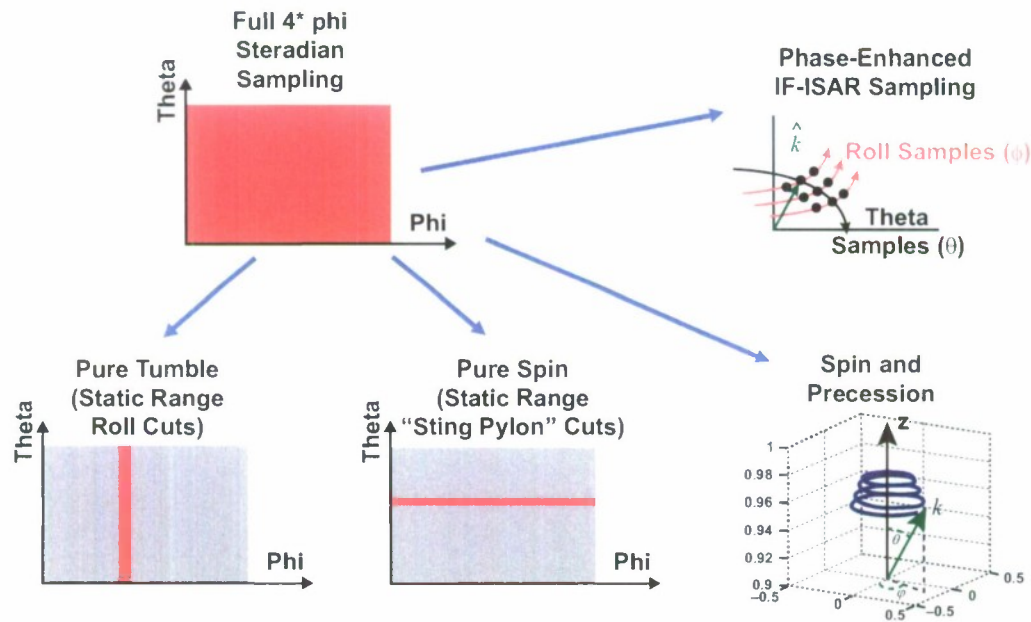 Full 4* phi
Steradian
Sampling
Theta
Phi
Phase-Enhanced
IF-ISAR Sampling
k̂
Roll Samples (ϕ)
Theta
Samples (θ)
Pure Tumble
(Static Range
Roll Cuts)
Theta
Phi
Pure Spin
(Static Range
"Sting Pylon" Cuts)
Theta
Phi
Spin and
Precession
z
k
θ
φ
1
0.98
0.96
0.94
0.92
0.9
–0.5
0
0.5
–0.5
0
0.5